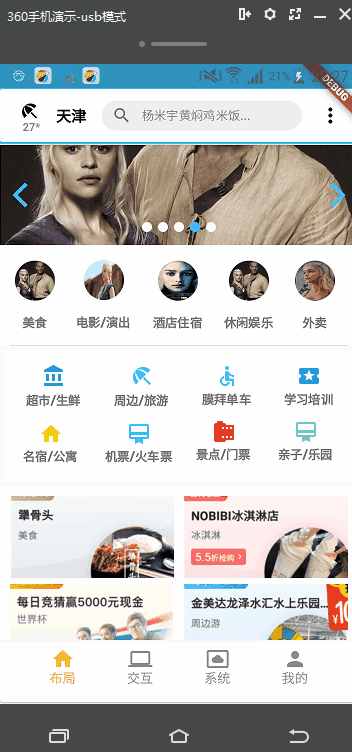 360手机演示-usb模式
21%
DEBUG
27*
天津
杨米宇黄焖鸡米饭...
美食
电影/演出
酒店住宿
休闲娱乐
外卖
超市/生鲜
周边/旅游
膜拜单车
学习培训
名宿/公寓
机票/火车票
景点/门票
亲子/乐园
犟骨头
美食
NOBIBI冰淇淋店
冰淇淋
5.5折抢购 >
每日竞猜赢5000元现金
世界杯
金美达龙泽水汇水上乐园...
周边游
布局
交互
系统
我的